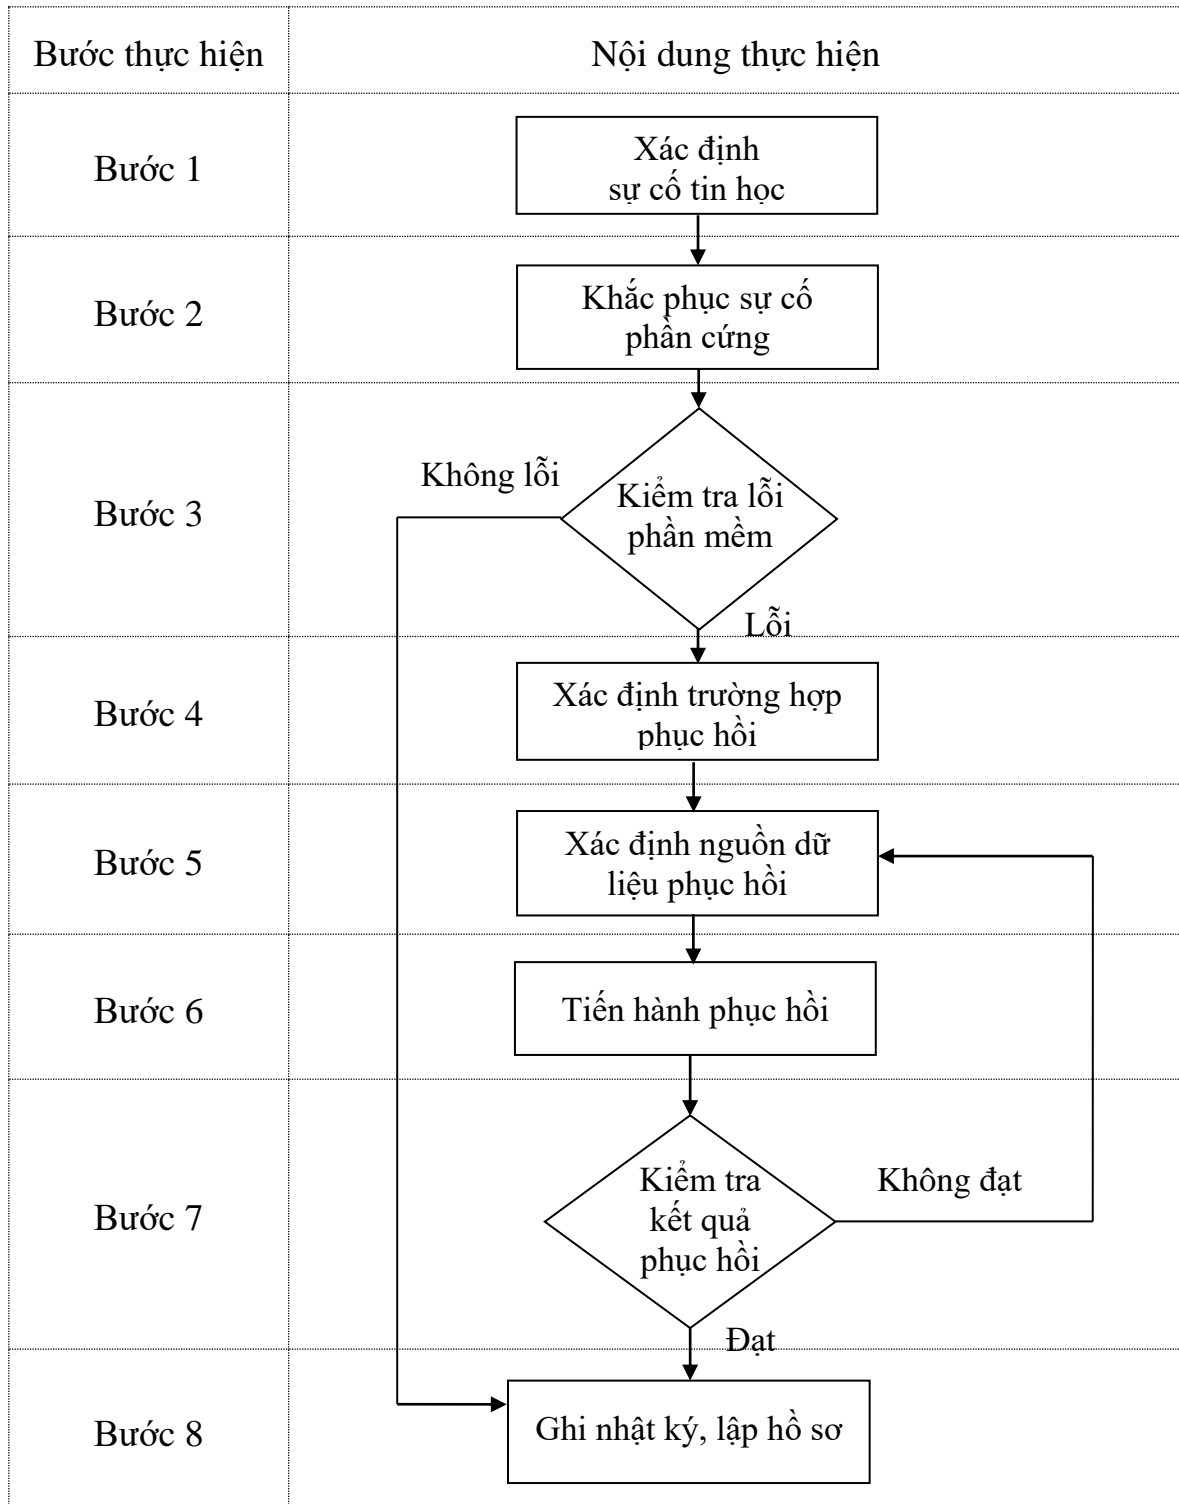 Bước thực hiện
Nội dung thực hiện
Bước 1
Xác định
sự cố tin học
Bước 2
Khắc phục sự cố
phần cứng
Bước 3
Không lỗi
Kiểm tra lỗi
phần mềm
Lỗi
Bước 4
Xác định trường hợp
phục hồi
Bước 5
Xác định nguồn dữ
liệu phục hồi
Bước 6
Tiến hành phục hồi
Bước 7
Kiểm tra
kết quả
phục hồi
Không đạt
Đạt
Bước 8
Ghi nhật ký, lập hồ sơ